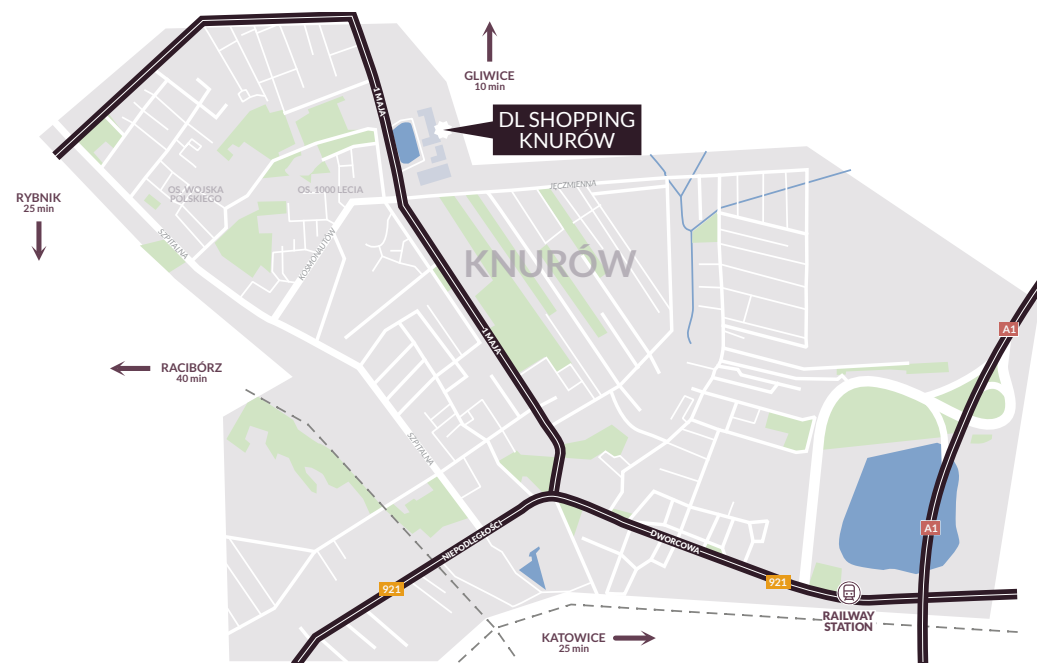 GLIWICE
10 min
1 MAJA
DL SHOPPING
KNURÓW
OS. WOJSKA
POLSKIEGO
OS. 1000 LECIA
JĘCZMIENNA
RYBNIK
25 min
SZPITALNA
KOSMONAUTÓW
KNURÓW
A1
1 MAJA
RACIBÓRZ
40 min
SZPITALNA
A1
NIEPODLEGŁOŚCI
DWORCOWA
921
921
RAILWAY
STATION
KATOWICE
25 min